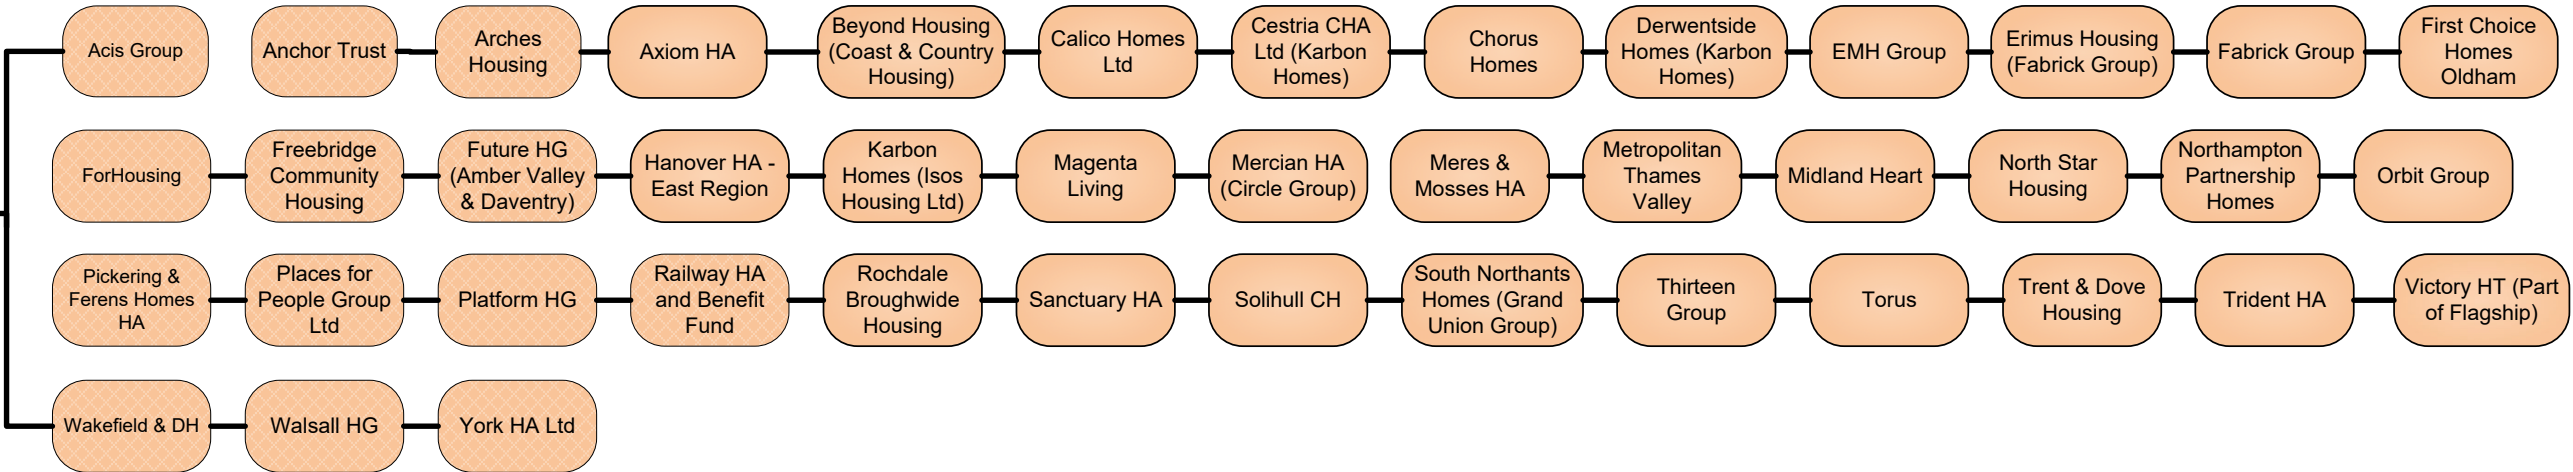 Acis Group
Anchor Trust
Arches
Housing
Axiom HA
Beyond Housing
(Coast & Country
Housing)
Calico Homes
Ltd
Cestria CHA
Ltd (Karbon
Homes)
Chorus
Homes
Derwentside
Homes (Karbon
Homes)
EMH Group
Erimus Housing
(Fabrick Group)
Fabrick Group
First Choice
Homes
Oldham
ForHousing
Freebridge
Community
Housing
Future HG
(Amber Valley
& Daventry)
Hanover HA -
East Region
Karbon
Homes (Isos
Housing Ltd)
Magenta
Living
Mercian HA
(Circle Group)
Meres &
Mosses HA
Metropolitan
Thames
Valley
Midland Heart
North Star
Housing
Northampton
Partnership
Homes
Orbit Group
Pickering &
Ferens Homes
HA
Places for
People Group
Ltd
Platform HG
Railway HA
and Benefit
Fund
Rochdale
Broughwide
Housing
Sanctuary HA
Solihull CH
South Northants
Homes (Grand
Union Group)
Thirteen
Group
Torus
Trent & Dove
Housing
Trident HA
Victory HT (Part
of Flagship)
Wakefield & DH
Walsall HG
York HA Ltd